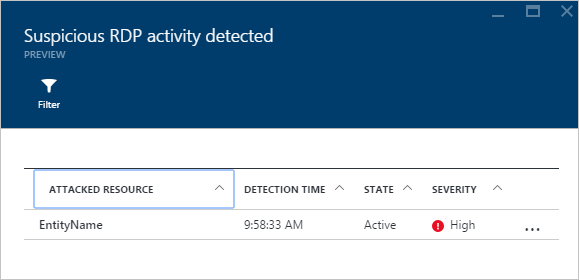 Suspicious RDP activity detected
PREVIEW
Filter
ATTACKED RESOURCE DETECTION TIME STATE SEVERITY
EntityName 9:58:33 AM Active High ...